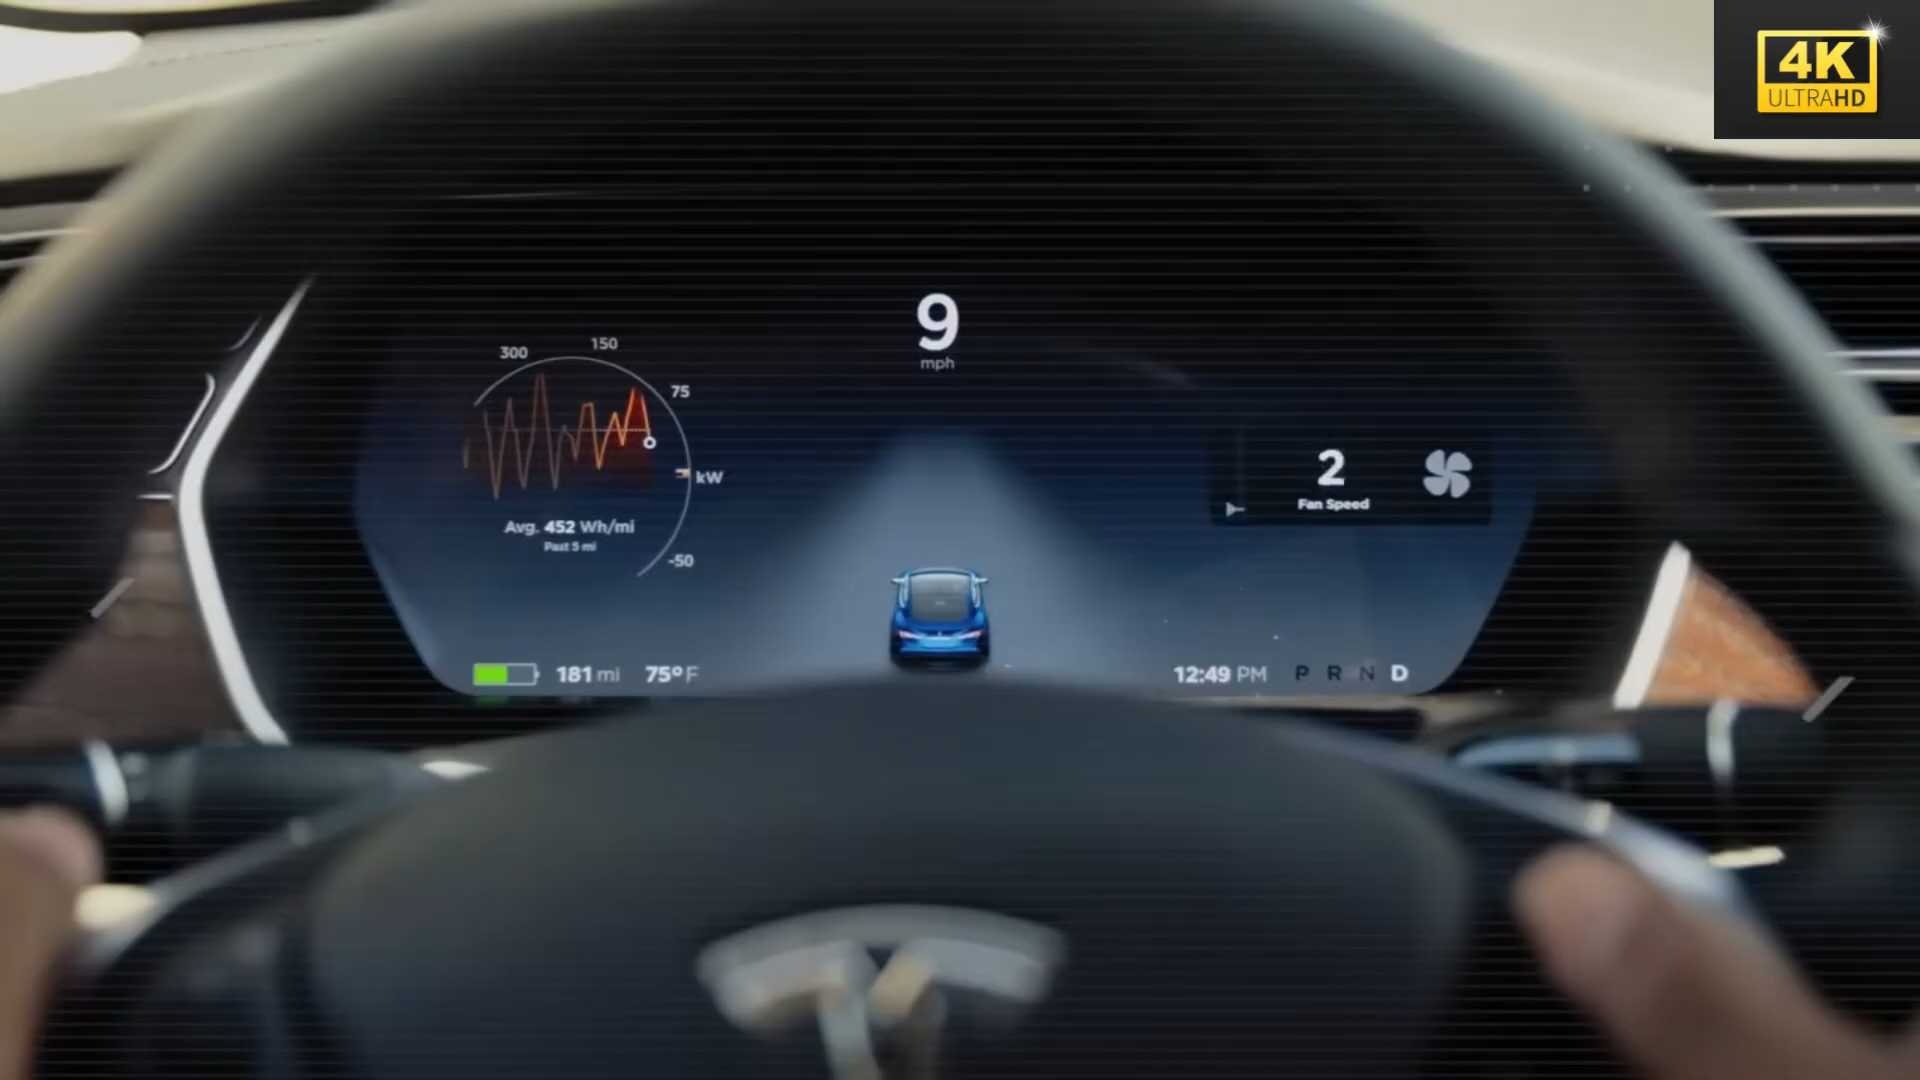 4K
ULTRAHD
9
mph
300
150
75
kW
-50
Avg. 452 Wh/mi
Past 5 mi
2
Fan Speed
181 mi 75° F
12:49 PM P R N D